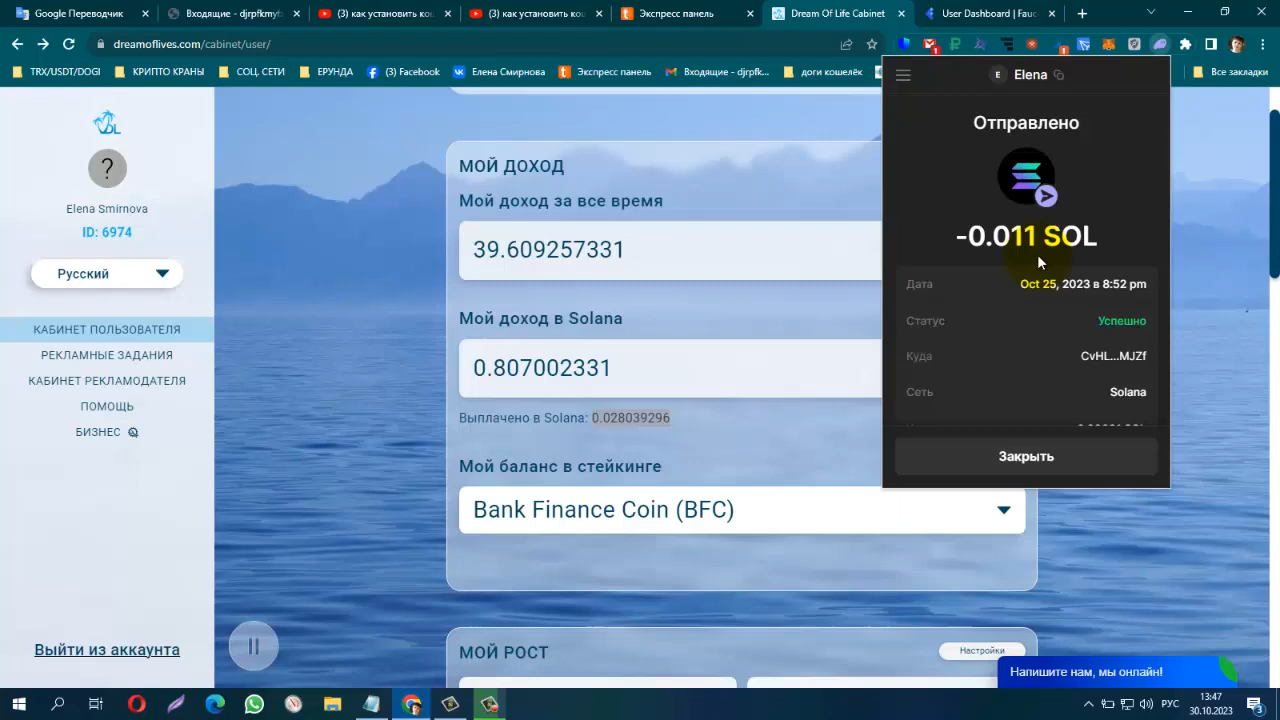 Google Переводчик
Входящие - djrpfkmyb
(3) как установить кош
(3) как установить кош
Экспресс панель
Dream Of Life Cabinet
User Dashboard | Fauc
dreamoflives.com/cabinet/user/
TRX/USDT/DOGI
КРИПТО КРАНЫ
СОЦ. СЕТИ
ЕРУНДА
(3) Facebook
Елена Смирнова
Экспресс панель
Входящие - djrpfk...
доги кошелёк
Все закладки
DL
?
Elena Smirnova
ID: 6974
Русский
КАБИНЕТ ПОЛЬЗОВАТЕЛЯ
РЕКЛАМНЫЕ ЗАДАНИЯ
КАБИНЕТ РЕКЛАМОДАТЕЛЯ
ПОМОЩЬ
БИЗНЕС
Выйти из аккаунта
МОЙ ДОХОД
Мой доход за все время
39.609257331
Мой доход в Solana
0.807002331
Выплачено в Solana: 0.028039296
Мой баланс в стейкинге
Bank Finance Coin (BFC)
МОЙ РОСТ
Настройки
E Elena
Отправлено
-0.011 SOL
Дата
Oct 25, 2023 в 8:52 pm
Статус
Успешно
Куда
CvHL...MJZf
Сеть
Solana
Закрыть
Напишите нам, мы онлайн!
РУС
13:47
30.10.2023